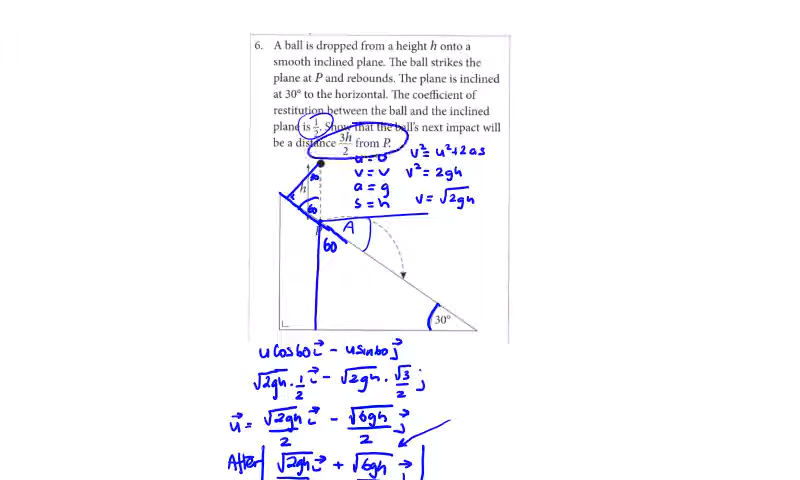 6. A ball is dropped from a height h onto a
smooth inclined plane. The ball strikes the
plane at P and rebounds. The plane is inclined
at 30° to the horizontal. The coefficient of
restitution between the ball and the inclined
plane is 1/2. Show that the ball's next impact will
be a distance 3h/2 from P.
u = 0 v² = u² + 2as
v = v v² = 2gh
a = g
s = h v = √2gh
30
h
60
P
A
60
30°
u cos60 i⃗ - u sin60 j⃗
√2gh · 1/2 i⃗ - √2gh · √3/2 j
u⃗ = √2gh/2 i⃗ - √6gh/2 j⃗
After √2gh i⃗ + √6gh j⃗